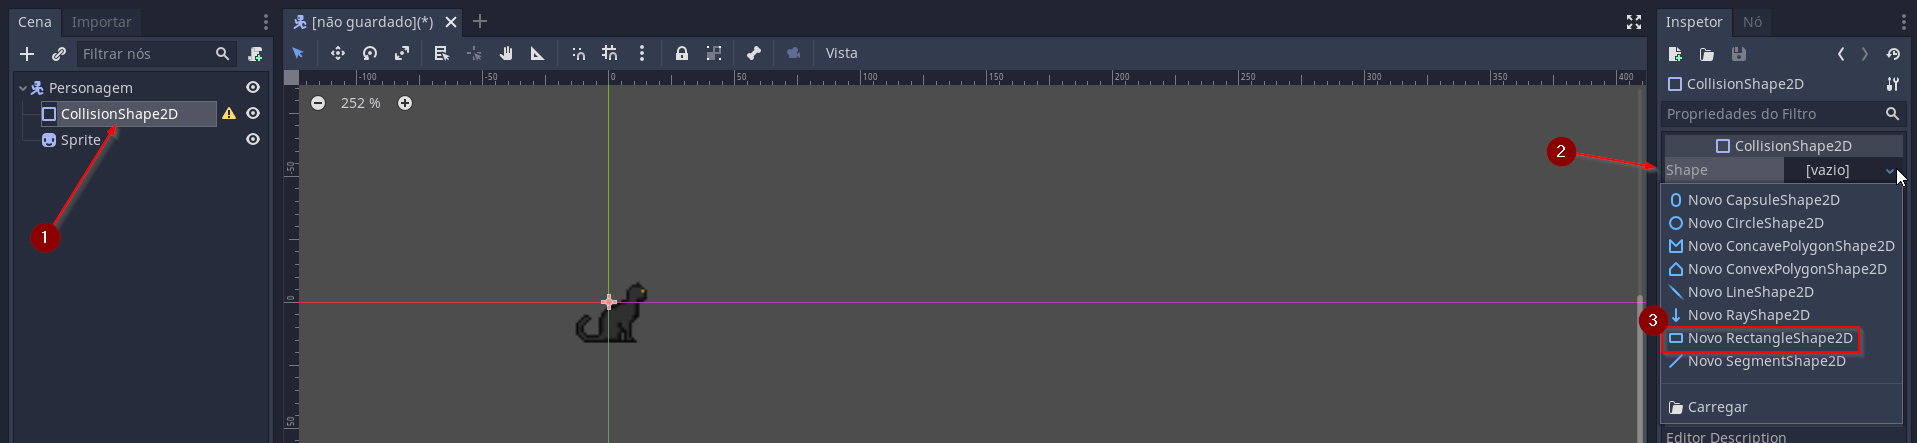 Cena Importar
Filtrar nós
Personagem
CollisionShape2D
Sprite
1
[não guardado](*)
Vista
-100 -50 0 50 100 150 200 250 300 350 400
252 %
-50
0
50
Inspetor Nó
CollisionShape2D
Propriedades do Filtro
CollisionShape2D
2
Shape [vazio]
Novo CapsuleShape2D
Novo CircleShape2D
Novo ConcavePolygonShape2D
Novo ConvexPolygonShape2D
Novo LineShape2D
Novo RayShape2D
3
Novo RectangleShape2D
Novo SegmentShape2D
Carregar
Editor Description